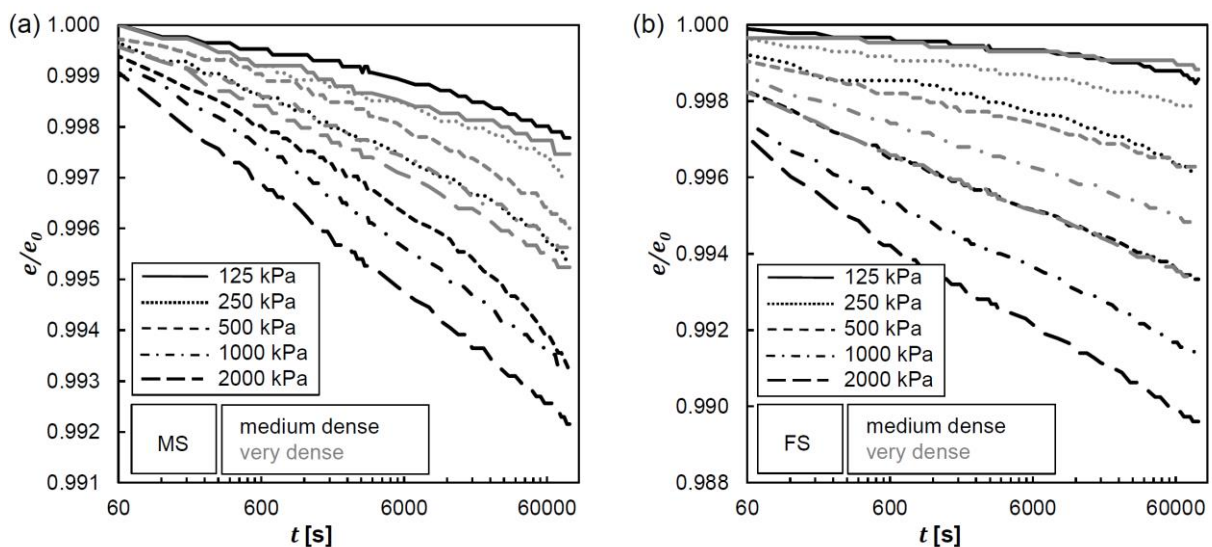 (a)
1.000
0.999
0.998
0.997
0.996
0.995
0.994
0.993
0.992
0.991
e/e0
125 kPa
250 kPa
500 kPa
1000 kPa
2000 kPa
MS
medium dense
very dense
60
600
6000
60000
t [s]
(b)
1.000
0.998
0.996
0.994
0.992
0.990
0.988
e/e0
125 kPa
250 kPa
500 kPa
1000 kPa
2000 kPa
FS
medium dense
very dense
60
600
6000
60000
t [s]